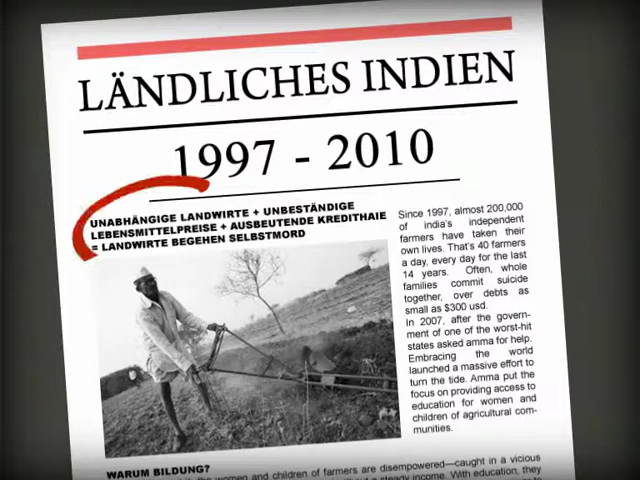 LÄNDLICHES INDIEN
1997 - 2010
UNABHÄNGIGE LANDWIRTE + UNBESTÄNDIGE
LEBENSMITTELPREISE + AUSBEUTENDE KREDITHAIE
= LANDWIRTE BEGEHEN SELBSTMORD
Since 1997, almost 200,000
of india's independent
farmers have taken their
own lives. That's 40 farmers
a day, every day for the last
14 years. Often, whole
families commit suicide
together, over debts as
small as $300 usd.
In 2007, after the govern-
ment of one of the worst-hit
states asked amma for help.
Embracing the world
launched a massive effort to
turn the tide. Amma put the
focus on providing access to
education for women and
children of agricultural com-
munities.
WARUM BILDUNG?
the women and children of farmers are disempowered—caught in a vicious
without a steady income. With education, they